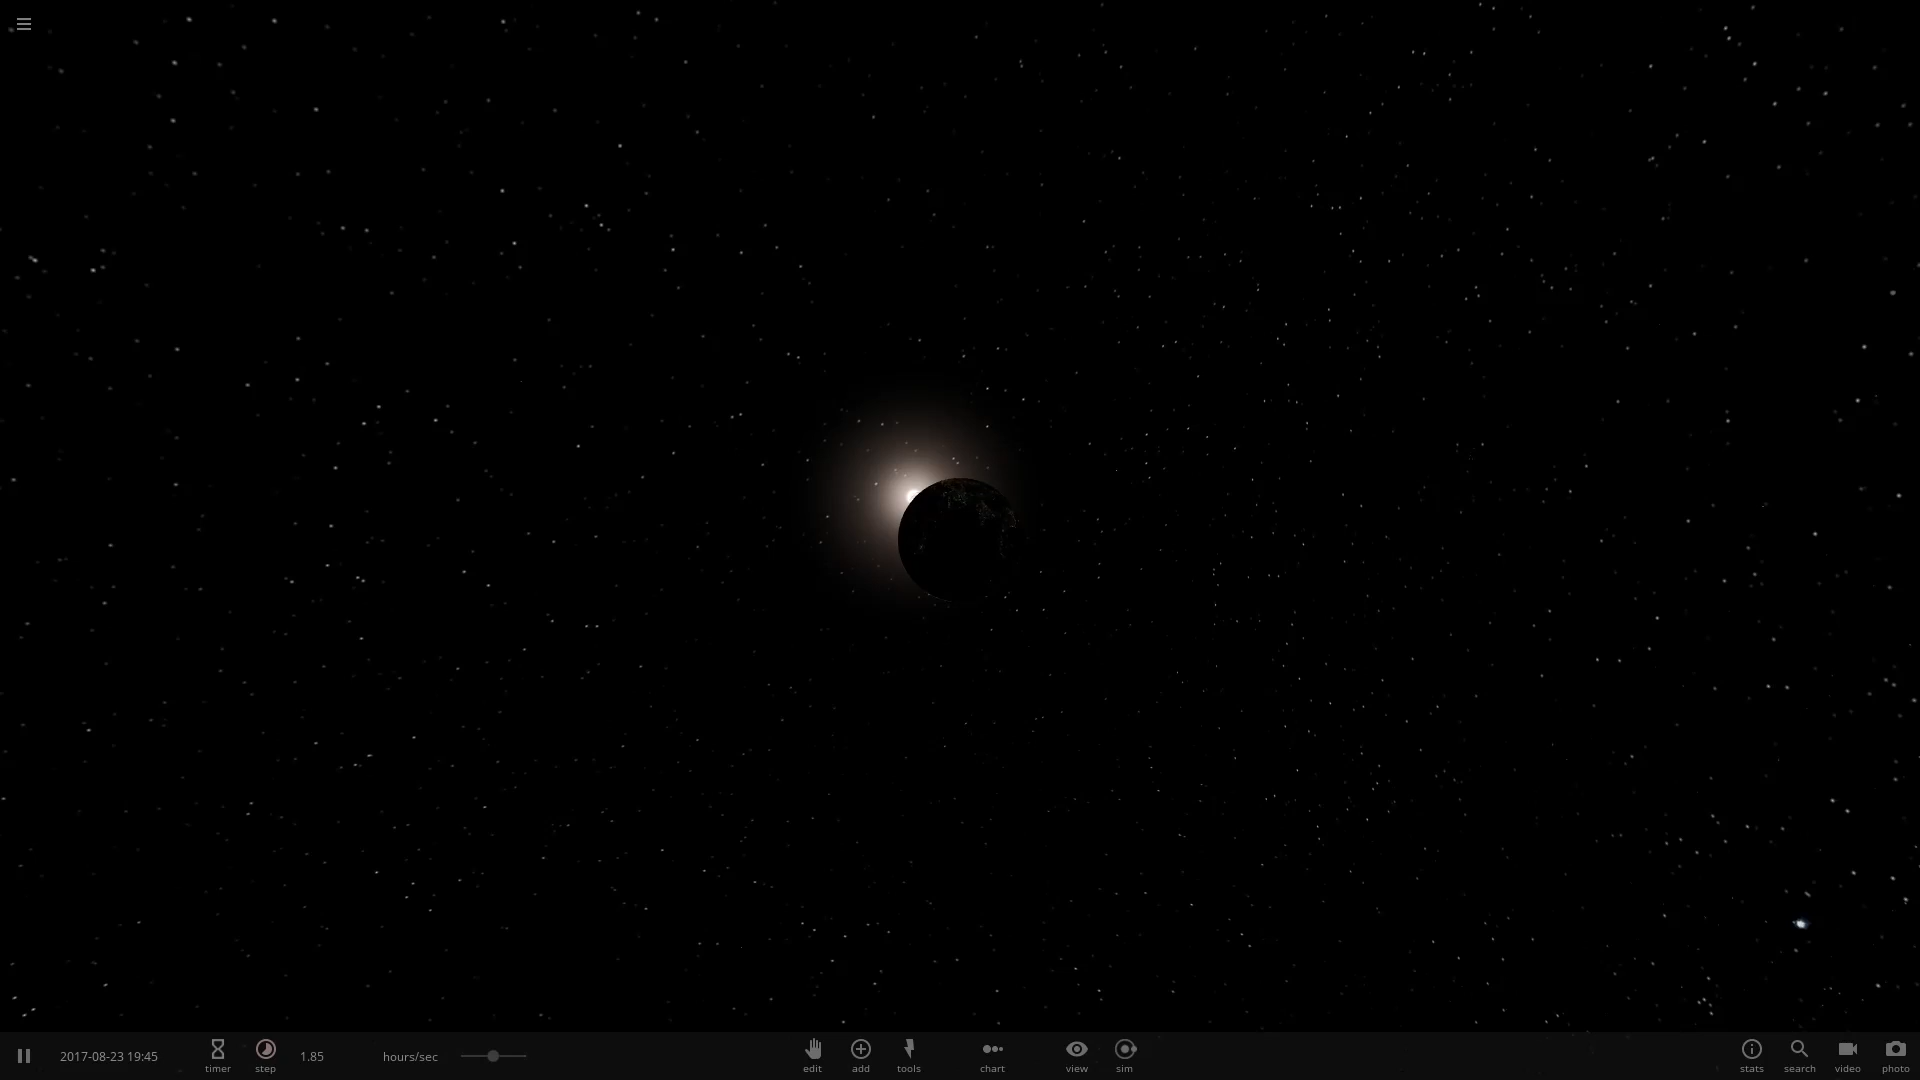 2017-08-23 19:45
timer
step
1.85
hours/sec
edit
add
tools
chart
view
sim
stats
search
video
photo